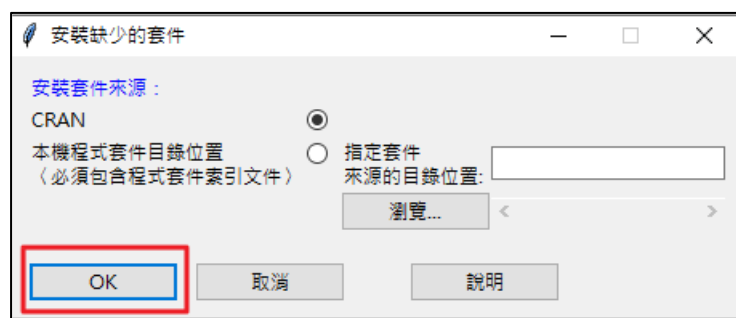 安裝缺少的套件
安裝套件來源：
CRAN
本機程式套件目錄位置
（必須包含程式套件索引文件）
指定套件
來源的目錄位置:
瀏覽...
OK
取消
說明